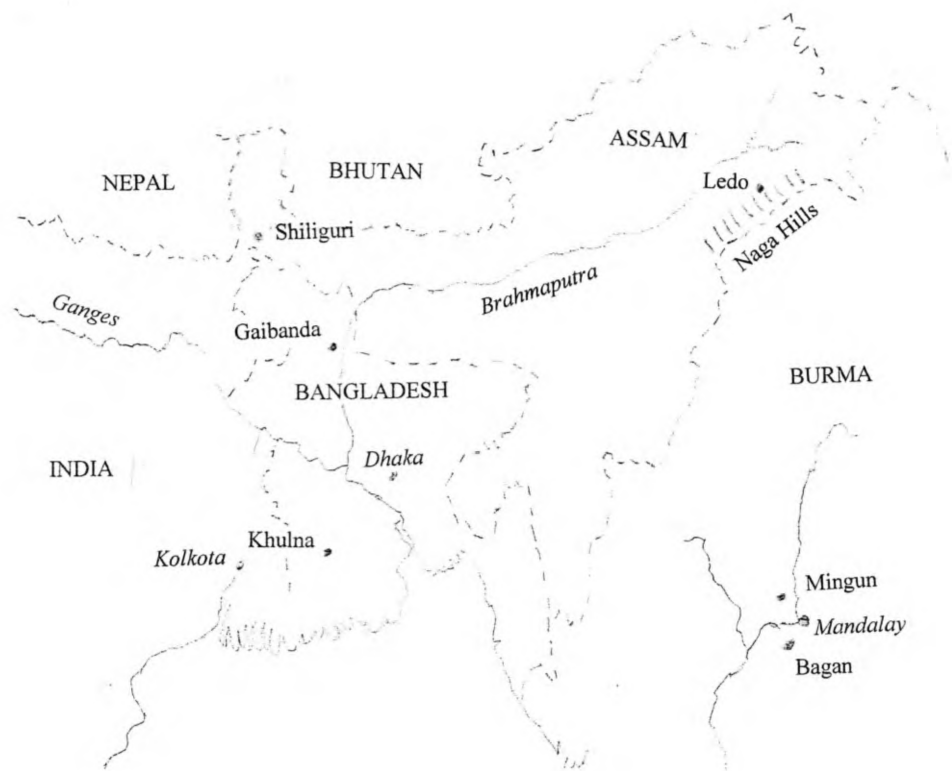 ASSAM
NEPAL
BHUTAN
Ledo
Shiliguri
Naga Hills
Brahmaputra
Ganges
Gaibanda
BURMA
BANGLADESH
Dhaka
INDIA
Khulna
Kolkota
Mingun
Mandalay
Bagan